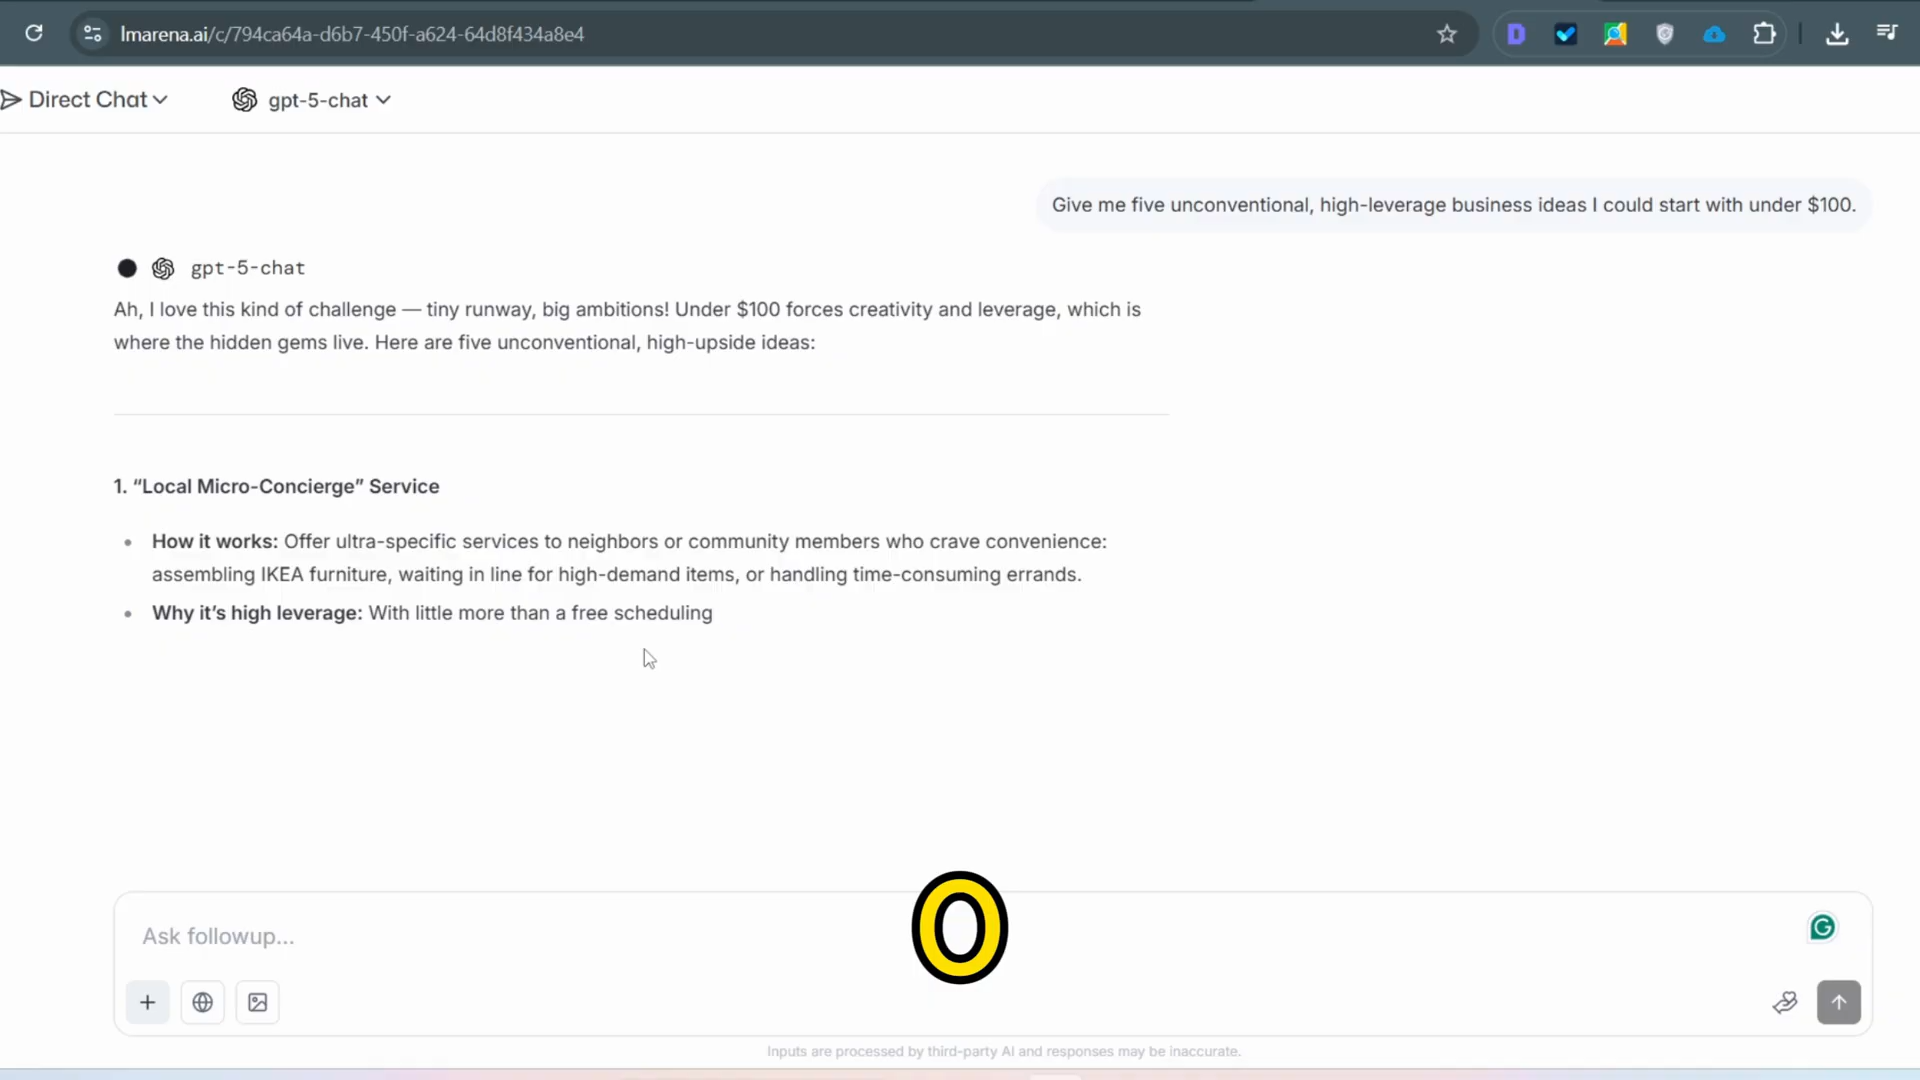 lmarena.ai/c/794ca64a-d6b7-450f-a624-64d8f434a8e4
D
Direct Chat
gpt-5-chat
Give me five unconventional, high-leverage business ideas I could start with under $100.
gpt-5-chat
Ah, I love this kind of challenge — tiny runway, big ambitions! Under $100 forces creativity and leverage, which is
where the hidden gems live. Here are five unconventional, high-upside ideas:
1. “Local Micro-Concierge” Service
• How it works: Offer ultra-specific services to neighbors or community members who crave convenience:
assembling IKEA furniture, waiting in line for high-demand items, or handling time-consuming errands.
• Why it’s high leverage: With little more than a free scheduling
O
Ask followup...
G
Inputs are processed by third-party AI and responses may be inaccurate.